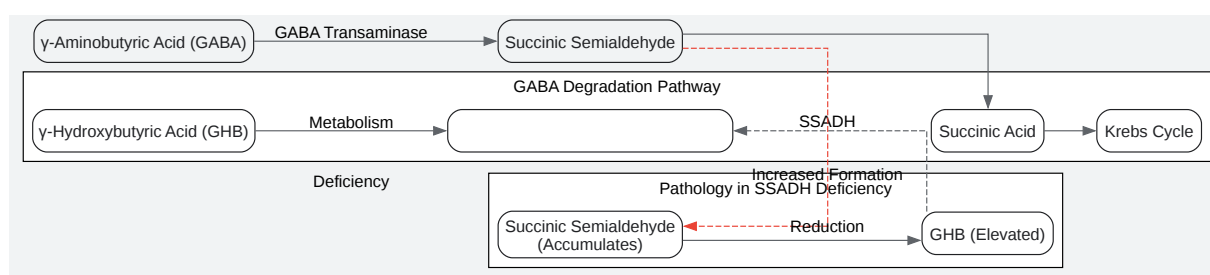 γ-Aminobutyric Acid (GABA)
GABA Transaminase
Succinic Semialdehyde
GABA Degradation Pathway
γ-Hydroxybutyric Acid (GHB)
Metabolism
SSADH
Succinic Acid
Krebs Cycle
Deficiency
Increased Formation
Pathology in SSADH Deficiency
Succinic Semialdehyde
(Accumulates)
Reduction
GHB (Elevated)